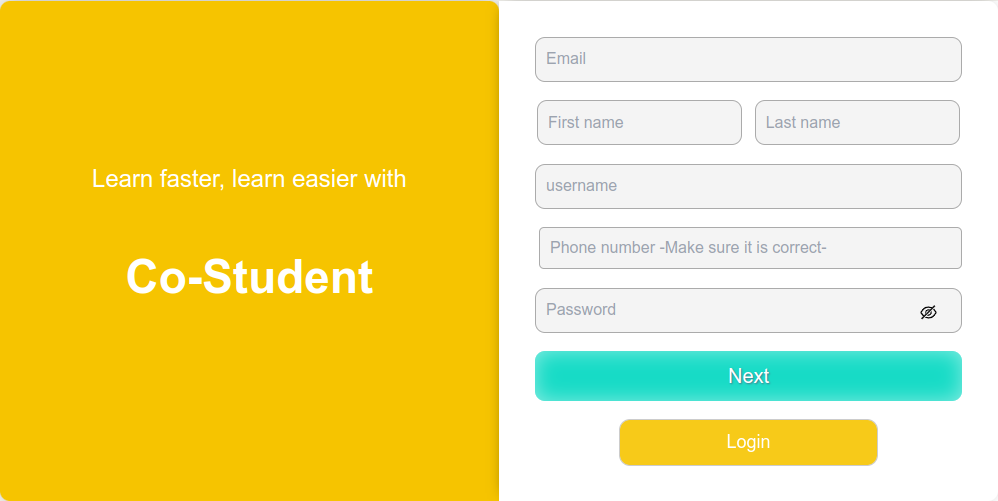 Learn faster, learn easier with
Co-Student
Email
First name
Last name
username
Phone number -Make sure it is correct-
Password
Next
Login